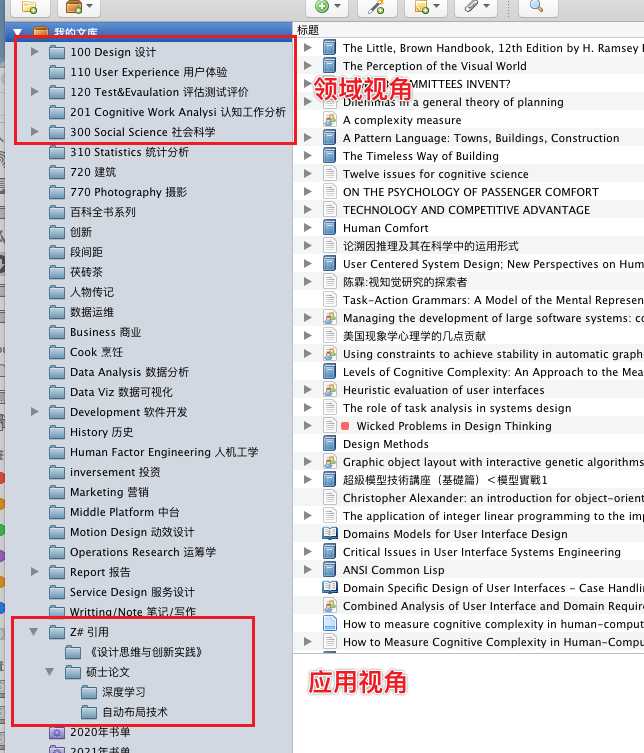 我的文库
100 Design 设计
110 User Experience 用户体验
120 Test&Evaulation 评估测试评价
201 Cognitive Work Analysi 认知工作分析
300 Social Science 社会科学
310 Statistics 统计分析
720 建筑
770 Photography 摄影
百科全书系列
创新
段间距
茯砖茶
人物传记
数据运维
Business 商业
Cook 烹饪
Data Analysis 数据分析
Data Viz 数据可视化
Development 软件开发
History 历史
Human Factor Engineering 人机工学
inversement 投资
Marketing 营销
Middle Platform 中台
Motion Design 动效设计
Operations Research 运筹学
Report 报告
Service Design 服务设计
Writting/Note 笔记/写作
Z# 引用
《设计思维与创新实践》
硕士论文
深度学习
自动布局技术
2020年书单
2021年书单
标题
The Little, Brown Handbook, 12th Edition by H. Ramsey
The Perception of the Visual World
领域视角
COMMITTEES INVENT?
Dilemmas in a general theory of planning
A complexity measure
A Pattern Language: Towns, Buildings, Construction
The Timeless Way of Building
Twelve issues for cognitive science
ON THE PSYCHOLOGY OF PASSENGER COMFORT
TECHNOLOGY AND COMPETITIVE ADVANTAGE
Human Comfort
论溯因推理及其在科学中的运用形式
User Centered System Design; New Perspectives on Hum
陈霖:视知觉研究的探索者
Task-Action Grammars: A Model of the Mental Represen
Managing the development of large software systems: co
美国现象学心理学的几点贡献
Using constraints to achieve stability in automatic graph
Levels of Cognitive Complexity: An Approach to the Mea
Heuristic evaluation of user interfaces
The role of task analysis in systems design
Wicked Problems in Design Thinking
Design Methods
Graphic object layout with interactive genetic algorithms
超級模型技術講座（基礎篇）＜模型實戰1
Christopher Alexander: an introduction for object-orien
The application of integer linear programming to the imp
Domains Models for User Interface Design
Critical Issues in User Interface Systems Engineering
ANSI Common Lisp
Domain Specific Design of User Interfaces – Case Handlin
Combined Analysis of User Interface and Domain Require
How to measure cognitive complexity in human-comput
How to Measure Cognitive Complexity in Human-Compu
应用视角